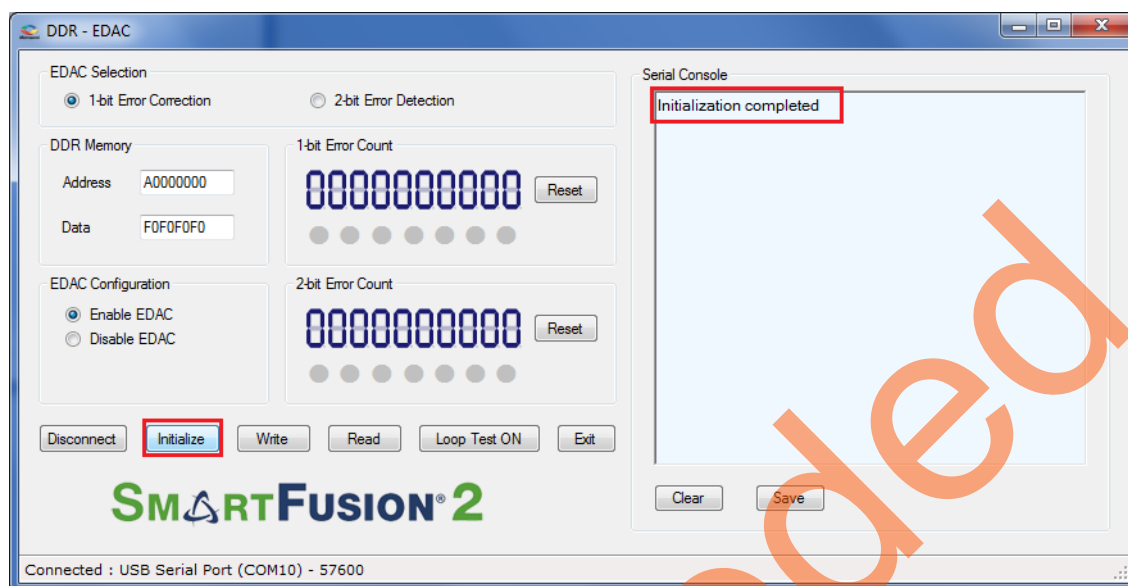 DDR - EDAC
EDAC Selection
1-bit Error Correction
2-bit Error Detection
DDR Memory
Address
A0000000
Data
F0F0F0F0
1-bit Error Count
0000000000
Reset
EDAC Configuration
Enable EDAC
Disable EDAC
2-bit Error Count
0000000000
Reset
Disconnect
Initialize
Write
Read
Loop Test ON
Exit
SMARTFUSION® 2
Serial Console
Initialization completed
Clear
Save
Connected : USB Serial Port (COM10) - 57600
ded